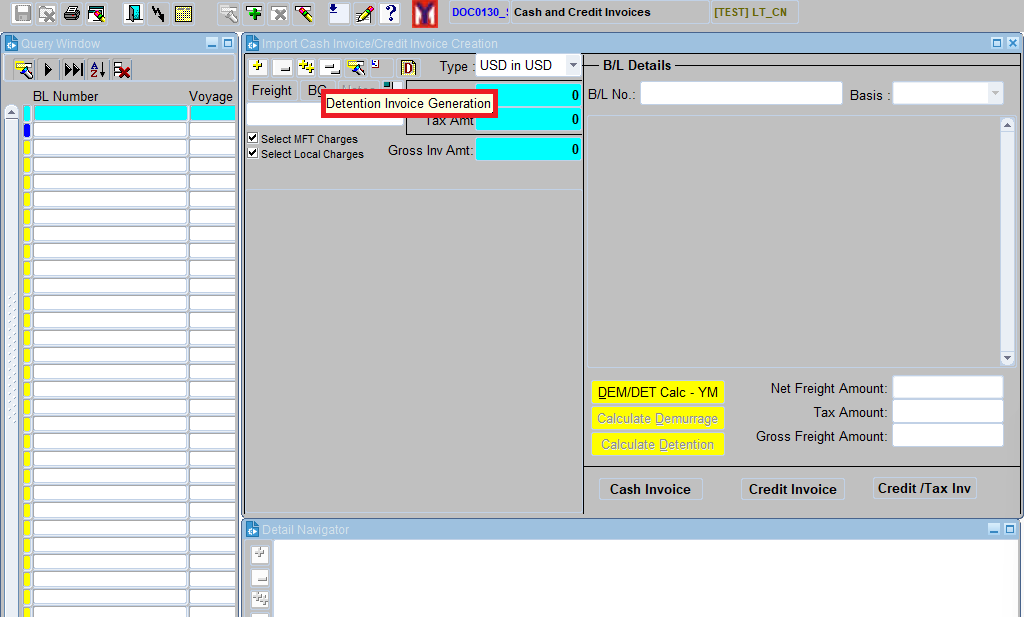 DOC0130_ Cash and Credit Invoices [TEST] LT_CN
Query Window
BL Number Voyage
Import Cash Invoice/Credit Invoice Creation
Type : USD in USD
Freight BG Notes
0
Detention Invoice Generation
Tax Amt 0
Select MFT Charges
Select Local Charges
Gross Inv Amt: 0
B/L Details
B/L No.: Basis :
DEM/DET Calc - YM
Calculate Demurrage
Calculate Detention
Net Freight Amount:
Tax Amount:
Gross Freight Amount:
Cash Invoice Credit Invoice Credit /Tax Inv
Detail Navigator